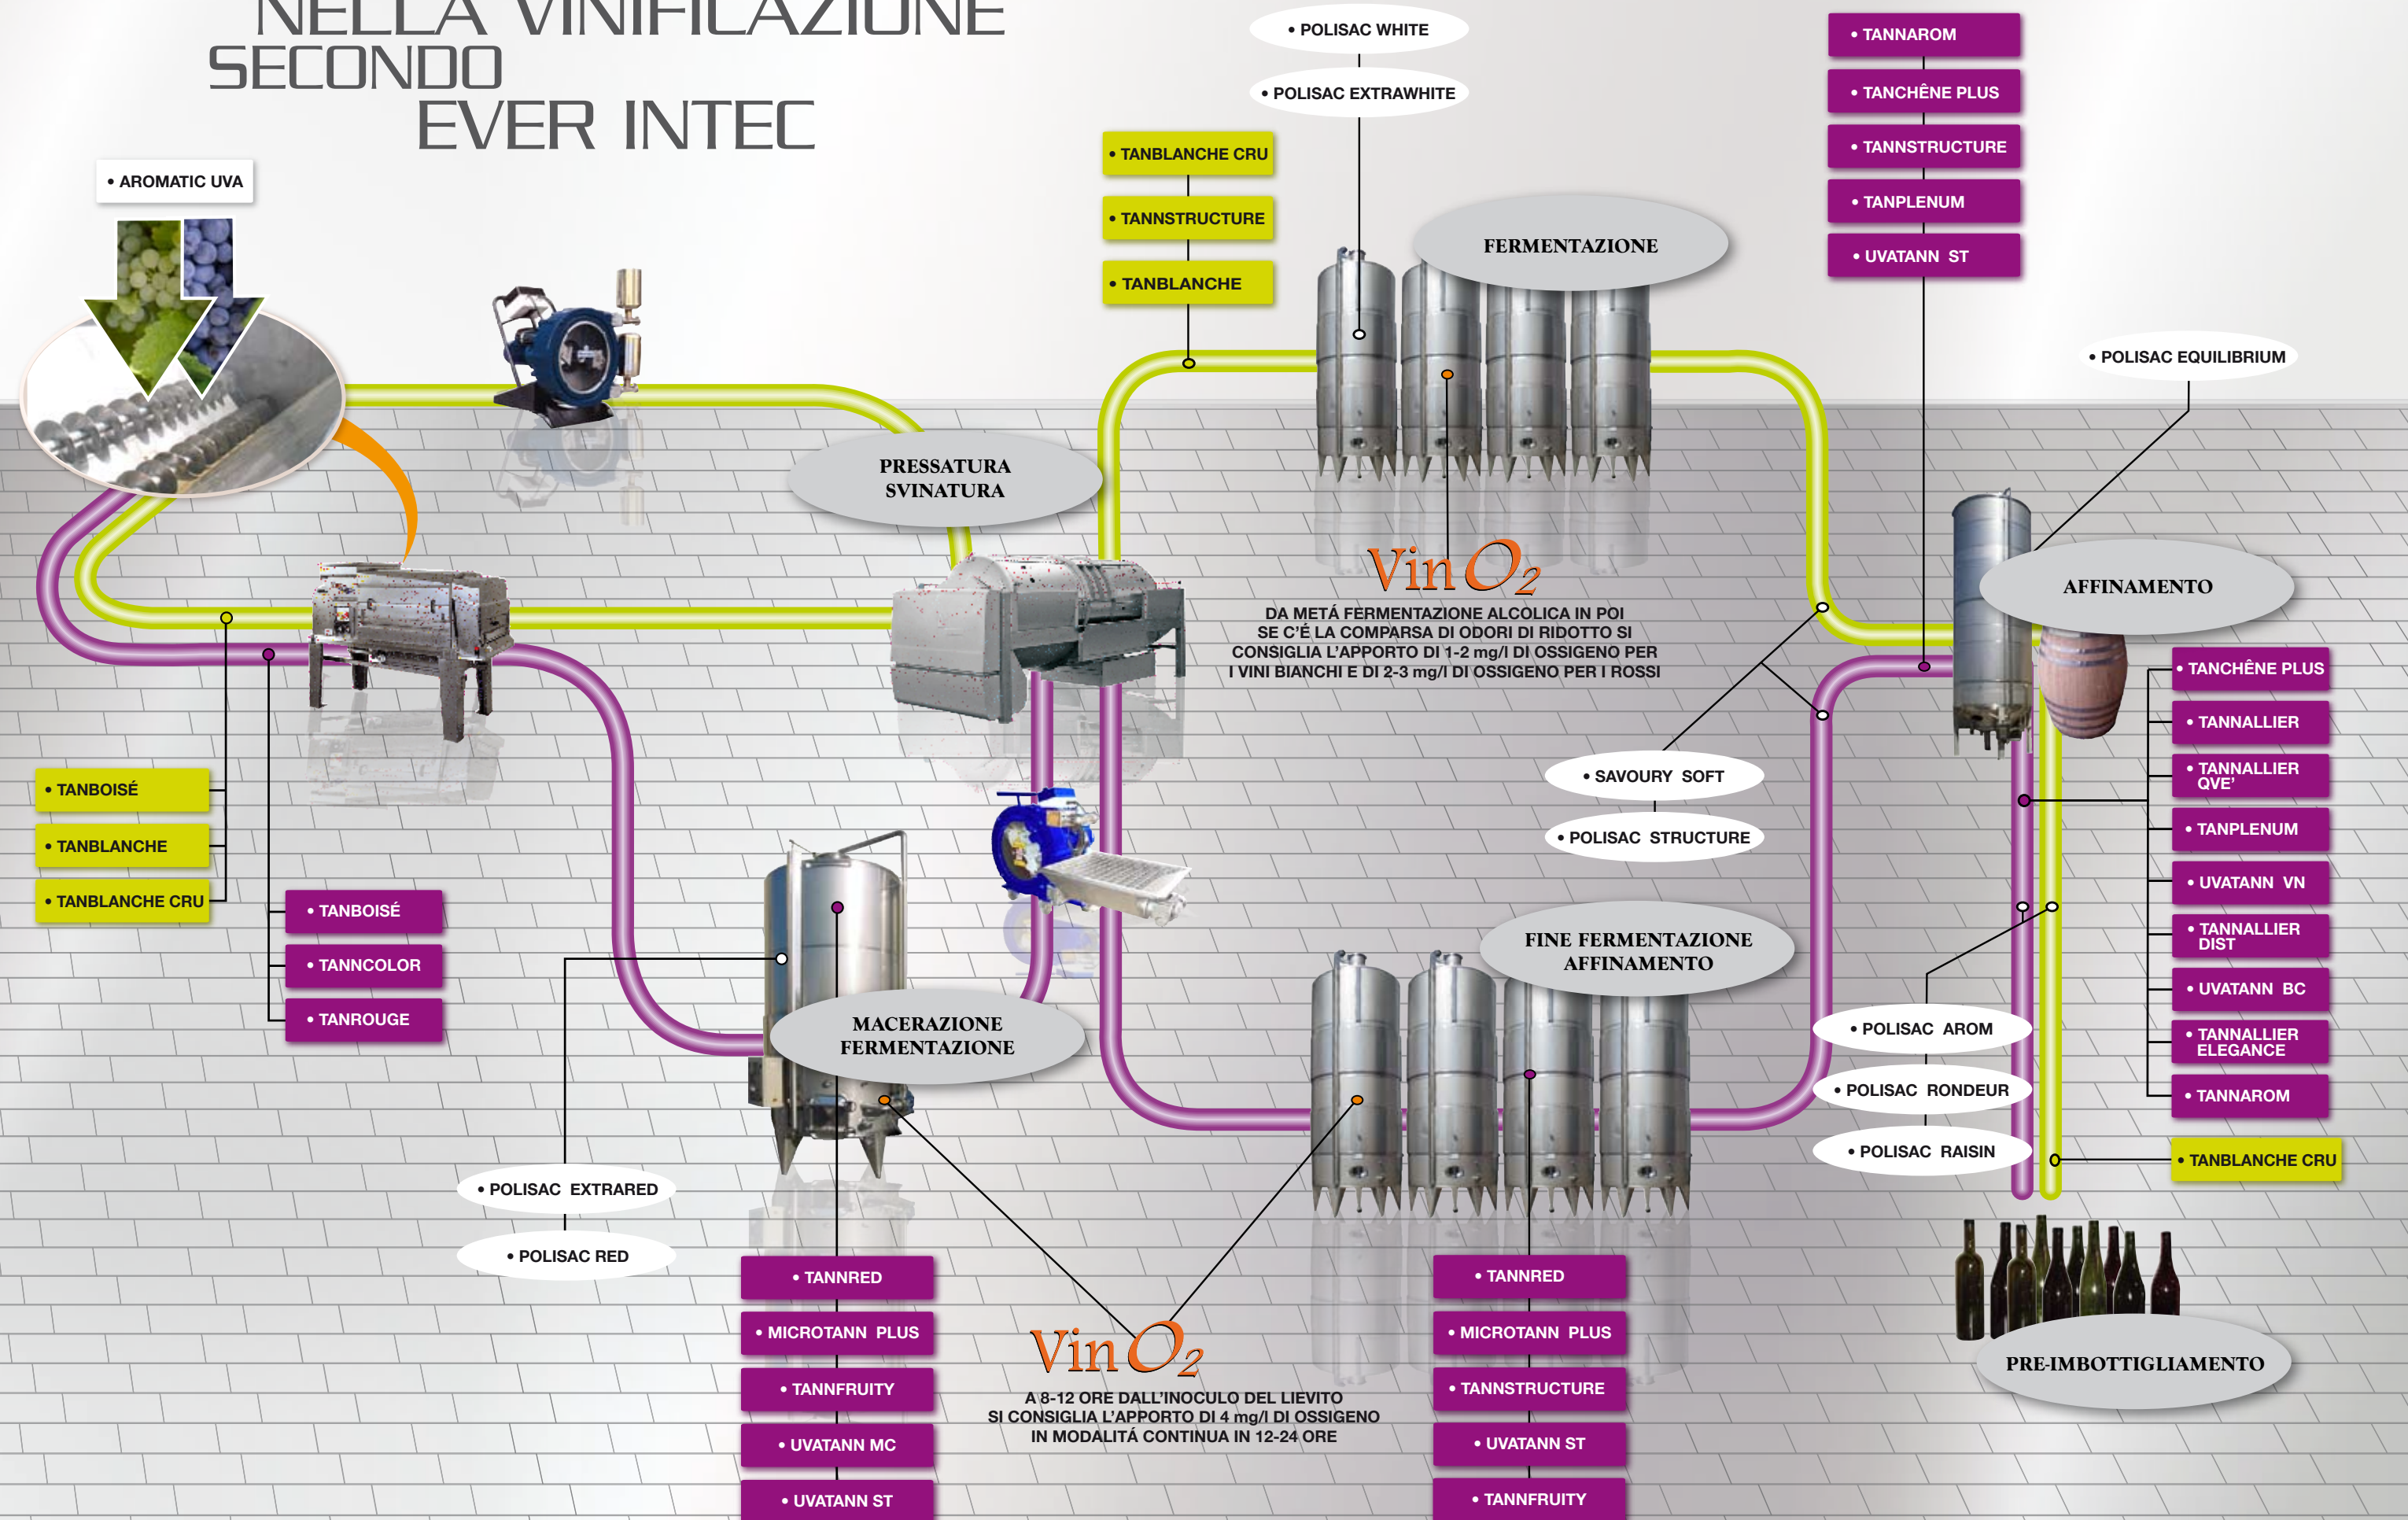 NELLA VINIFICAZIONE
SECONDO
EVER INTEC
• AROMATIC UVA
• POLISAC WHITE
• POLISAC EXTRAWHITE
• TANBLANCHE CRU
• TANNSTRUCTURE
• TANBLANCHE
FERMENTAZIONE
• TANNAROM
• TANCHÊNE PLUS
• TANNSTRUCTURE
• TANPLENUM
• UVATANN ST
• POLISAC EQUILIBRIUM
PRESSATURA
SVINATURA
VinO2
DA METÁ FERMENTAZIONE ALCOLICA IN POI
SE C'É LA COMPARSA DI ODORI DI RIDOTTO SI
CONSIGLIA L'APPORTO DI 1-2 mg/l DI OSSIGENO PER
I VINI BIANCHI E DI 2-3 mg/l DI OSSIGENO PER I ROSSI
AFFINAMENTO
• TANBOISÉ
• TANBLANCHE
• TANBLANCHE CRU
• TANBOISÉ
• TANNCOLOR
• TANROUGE
• SAVOURY SOFT
• POLISAC STRUCTURE
• TANCHÊNE PLUS
• TANNALLIER
• TANNALLIER
QVE'
• TANPLENUM
• UVATANN VN
• TANNALLIER
DIST
• UVATANN BC
• TANNALLIER
ELEGANCE
• TANNAROM
• TANBLANCHE CRU
MACERAZIONE
FERMENTAZIONE
FINE FERMENTAZIONE
AFFINAMENTO
• POLISAC AROM
• POLISAC RONDEUR
• POLISAC RAISIN
• POLISAC EXTRARED
• POLISAC RED
• TANNRED
• MICROTANN PLUS
• TANNFRUITY
• UVATANN MC
• UVATANN ST
VinO2
A 8-12 ORE DALL'INOCULO DEL LIEVITO
SI CONSIGLIA L'APPORTO DI 4 mg/l DI OSSIGENO
IN MODALITÁ CONTINUA IN 12-24 ORE
• TANNRED
• MICROTANN PLUS
• TANNSTRUCTURE
• UVATANN ST
• TANNFRUITY
PRE-IMBOTTIGLIAMENTO